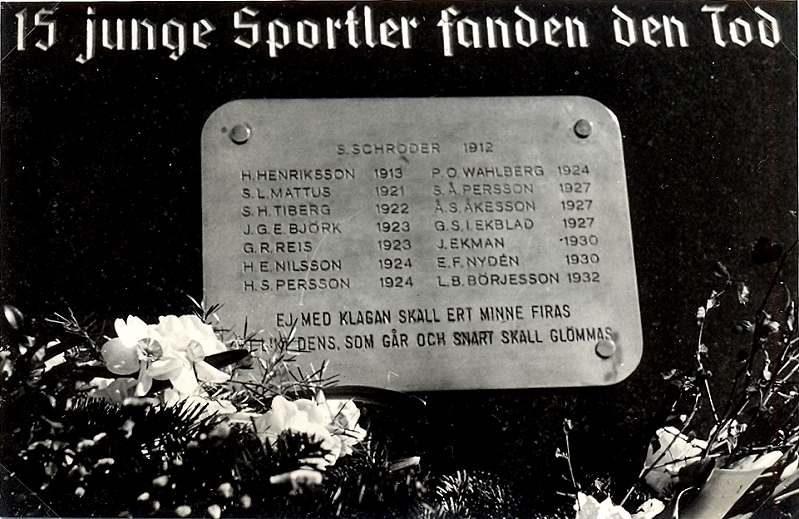 15 junge Sportler fanden den Tod
S. SCHRÖDER 1912
H. HENRIKSSON 1913 P. O. WAHLBERG 1924
S. L. MATTUS 1921 S. Å. PERSSON 1927
S. H. TIBERG 1922 Å. S. ÅKESSON 1927
J. G. E. BJÖRK 1923 G. S. I. EKBLAD 1927
G. R. REIS 1923 J. EKMAN 1930
H. E. NILSSON 1924 E. F. NYDÉN 1930
H. S. PERSSON 1924 L. B. BÖRJESSON 1932
EJ MED KLAGAN SKALL ERT MINNE FIRAS
DENS, SOM GÅR OCH SNART SKALL GLÖMMAS